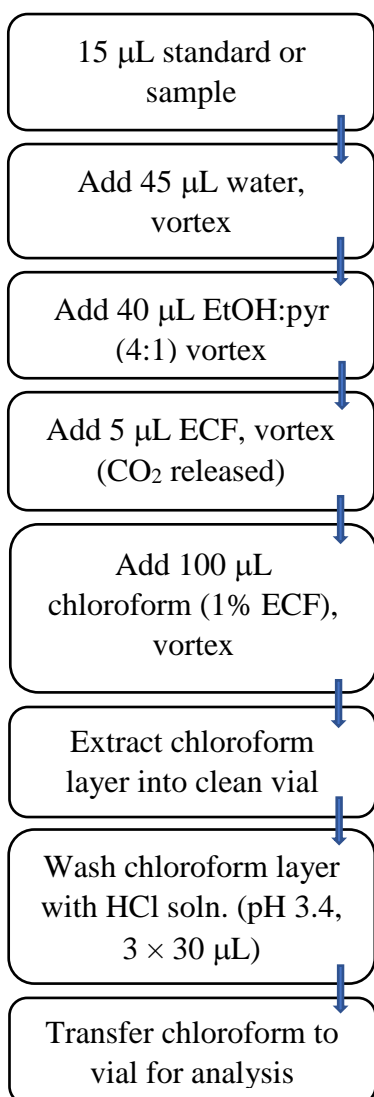 15 μL standard or
sample
Add 45 μL water,
vortex
Add 40 μL EtOH:pyr
(4:1) vortex
Add 5 μL ECF, vortex
(CO₂ released)
Add 100 μL
chloroform (1% ECF),
vortex
Extract chloroform
layer into clean vial
Wash chloroform layer
with HCl soln. (pH 3.4,
3 × 30 μL)
Transfer chloroform to
vial for analysis